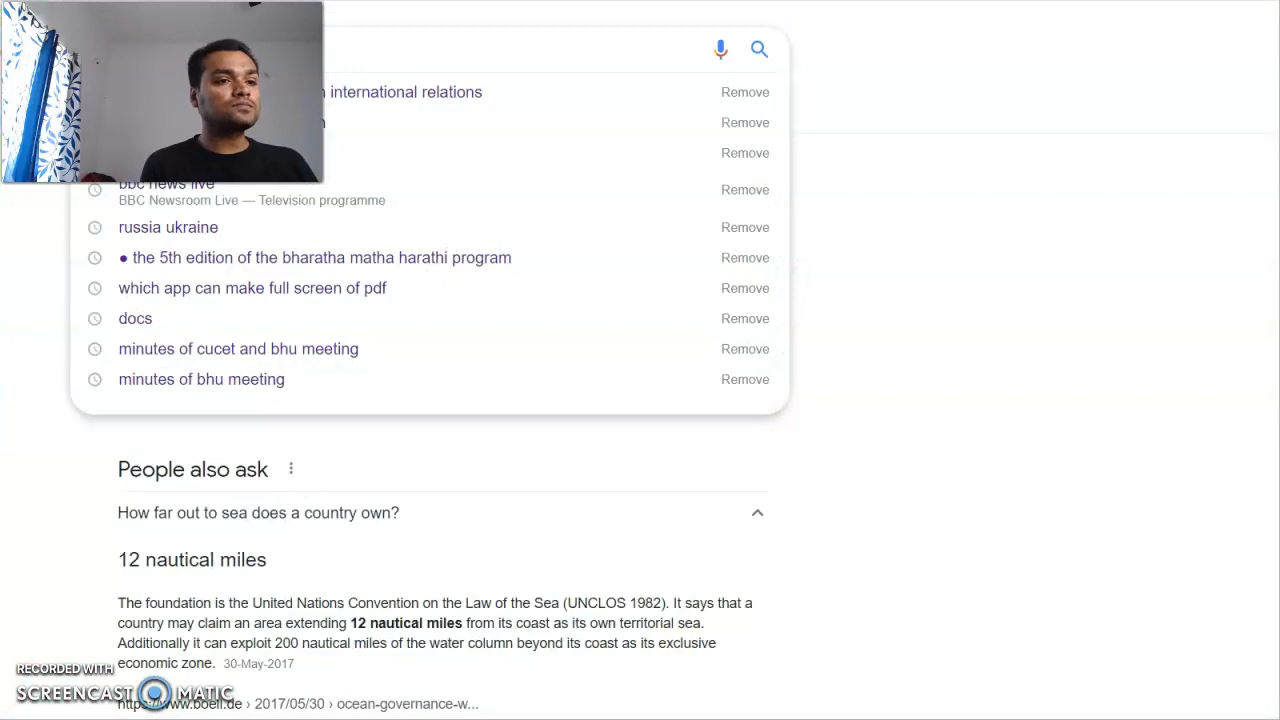 international relations
Remove
Remove
Remove
bbc news live
Remove
BBC Newsroom Live — Television programme
russia ukraine
Remove
● the 5th edition of the bharatha matha harathi program
Remove
which app can make full screen of pdf
Remove
docs
Remove
minutes of cucet and bhu meeting
Remove
minutes of bhu meeting
Remove
People also ask
How far out to sea does a country own?
12 nautical miles
The foundation is the United Nations Convention on the Law of the Sea (UNCLOS 1982). It says that a
country may claim an area extending 12 nautical miles from its coast as its own territorial sea.
Additionally it can exploit 200 nautical miles of the water column beyond its coast as its exclusive
economic zone. 30-May-2017
RECORDED WITH
SCREENCAST MATIC
https://www.boell.de › 2017/05/30 › ocean-governance-w...